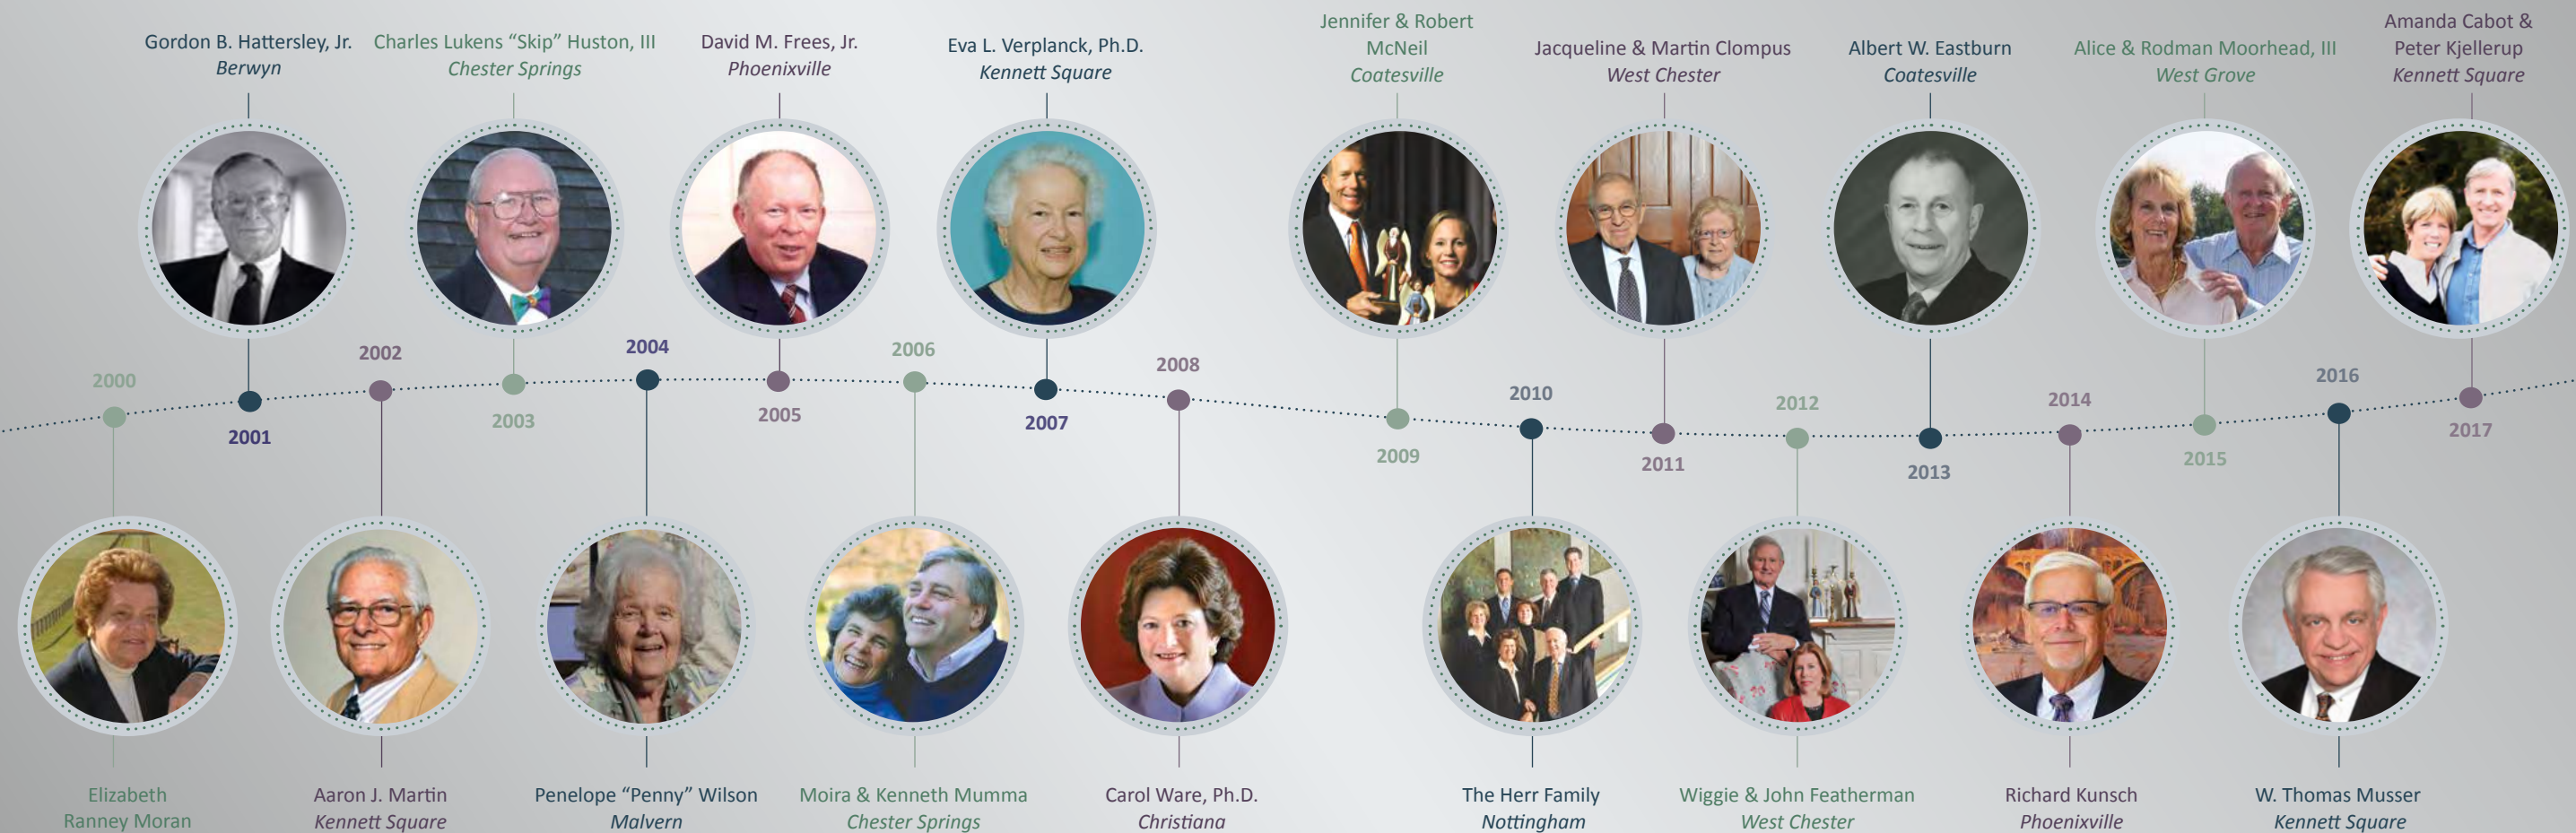 Gordon B. Hattersley, Jr.
Berwyn
Charles Lukens “Skip” Huston, III
Chester Springs
David M. Frees, Jr.
Phoenixville
Eva L. Verplanck, Ph.D.
Kennett Square
Jennifer & Robert
McNeil
Coatesville
Jacqueline & Martin Clompus
West Chester
Albert W. Eastburn
Coatesville
Alice & Rodman Moorhead, III
West Grove
Amanda Cabot &
Peter Kjellerup
Kennett Square
2000
2001
2002
2003
2004
2005
2006
2007
2008
2009
2010
2011
2012
2013
2014
2015
2016
2017
Elizabeth
Ranney Moran
Aaron J. Martin
Kennett Square
Penelope “Penny” Wilson
Malvern
Moira & Kenneth Mumma
Chester Springs
Carol Ware, Ph.D.
Christiana
The Herr Family
Nottingham
Wiggie & John Featherman
West Chester
Richard Kunsch
Phoenixville
W. Thomas Musser
Kennett Square